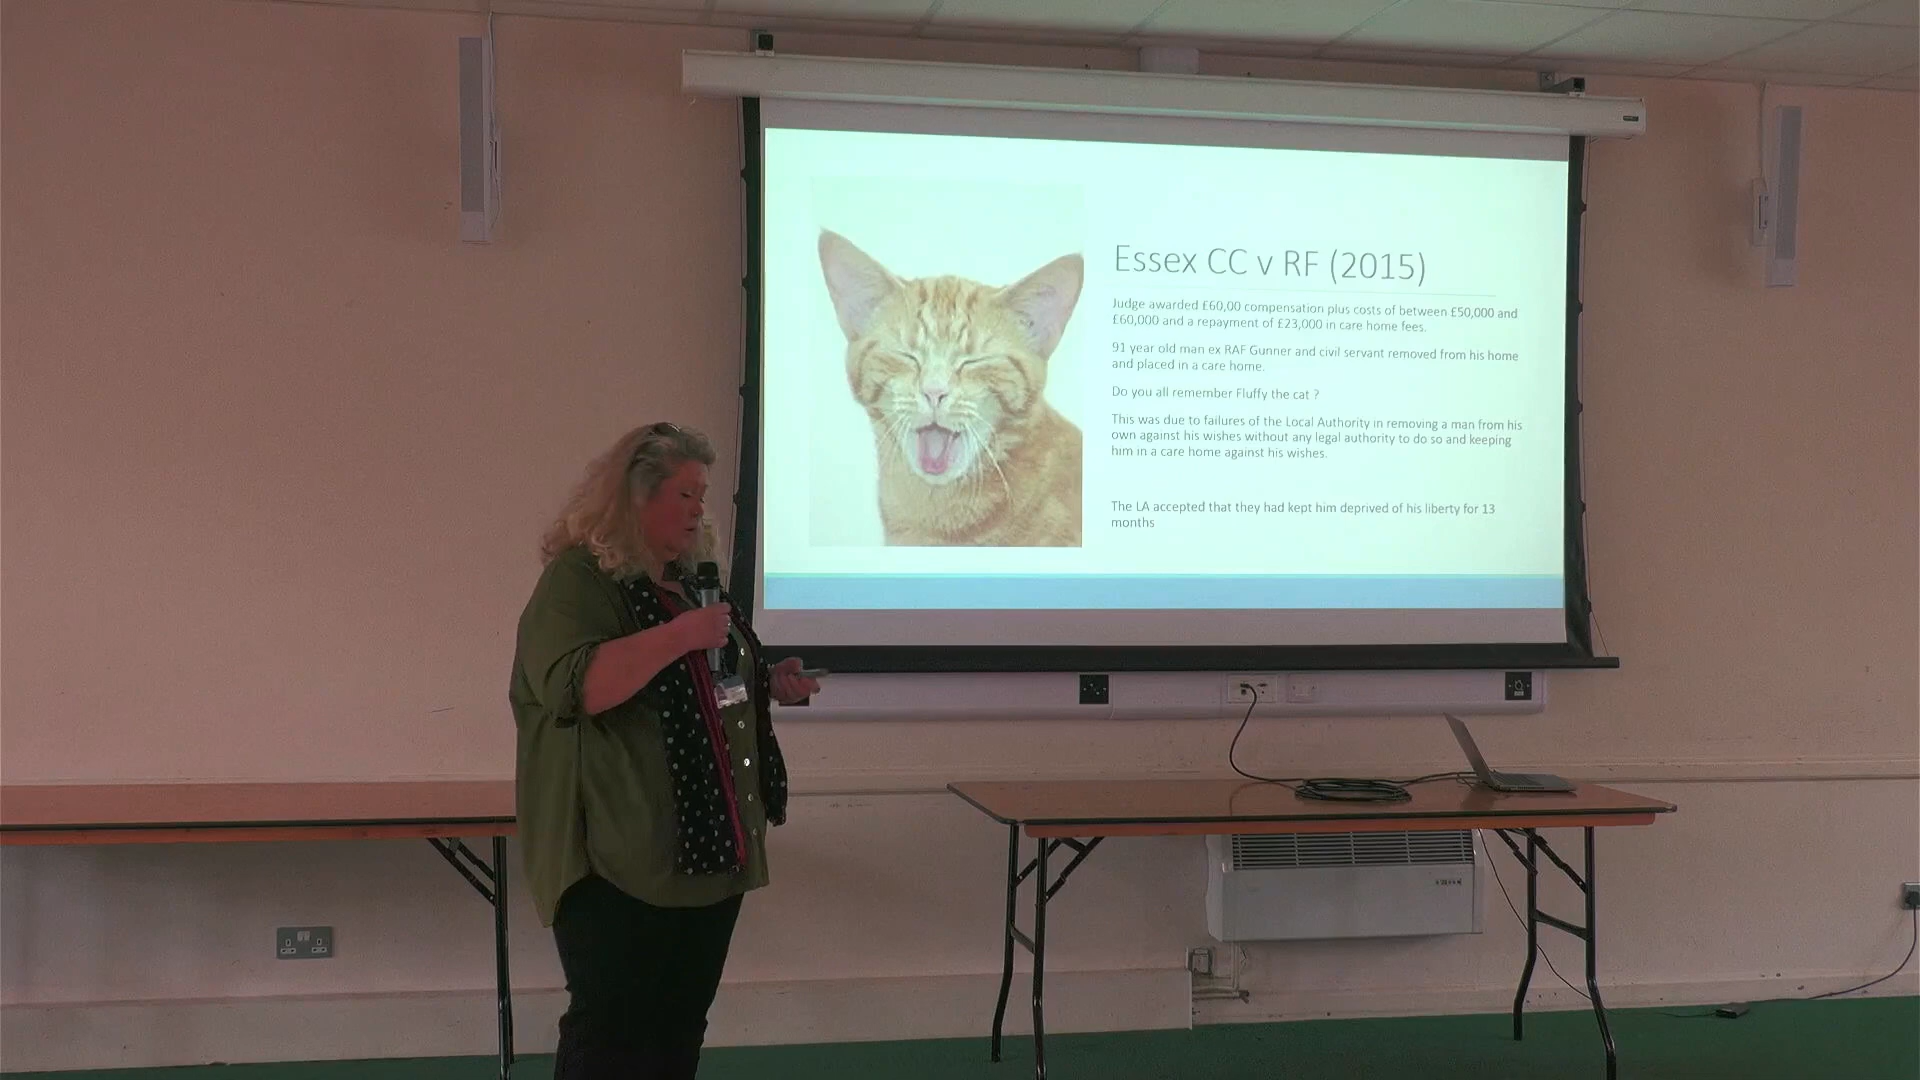 Essex CC v RF (2015)
Judge awarded £60,00 compensation plus costs of between £50,000 and
£60,000 and a repayment of £23,000 in care home fees.
91 year old man ex RAF Gunner and civil servant removed from his home
and placed in a care home.
Do you all remember Fluffy the cat ?
This was due to failures of the Local Authority in removing a man from his
own against his wishes without any legal authority to do so and keeping
him in a care home against his wishes.
The LA accepted that they had kept him deprived of his liberty for 13
months